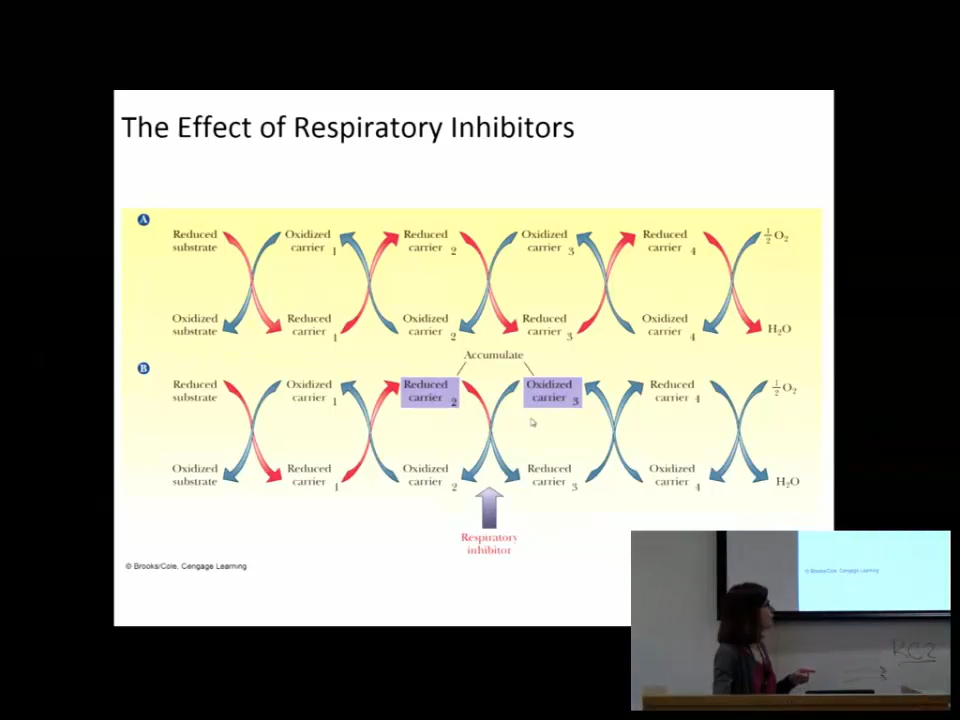 The Effect of Respiratory Inhibitors
A
Reduced substrate Oxidized carrier 1 Reduced carrier 2 Oxidized carrier 3 Reduced carrier 4 ½ O₂
Oxidized substrate Reduced carrier 1 Oxidized carrier 2 Reduced carrier 3 Oxidized carrier 4 H₂O
Accumulate
B
Reduced substrate Oxidized carrier 1 Reduced carrier 2 Oxidized carrier 3 Reduced carrier 4 ½ O₂
Oxidized substrate Reduced carrier 1 Oxidized carrier 2 Reduced carrier 3 Oxidized carrier 4 H₂O
Respiratory
inhibitor
© Brooks/Cole, Cengage Learning
© Brooks/Cole, Cengage Learning